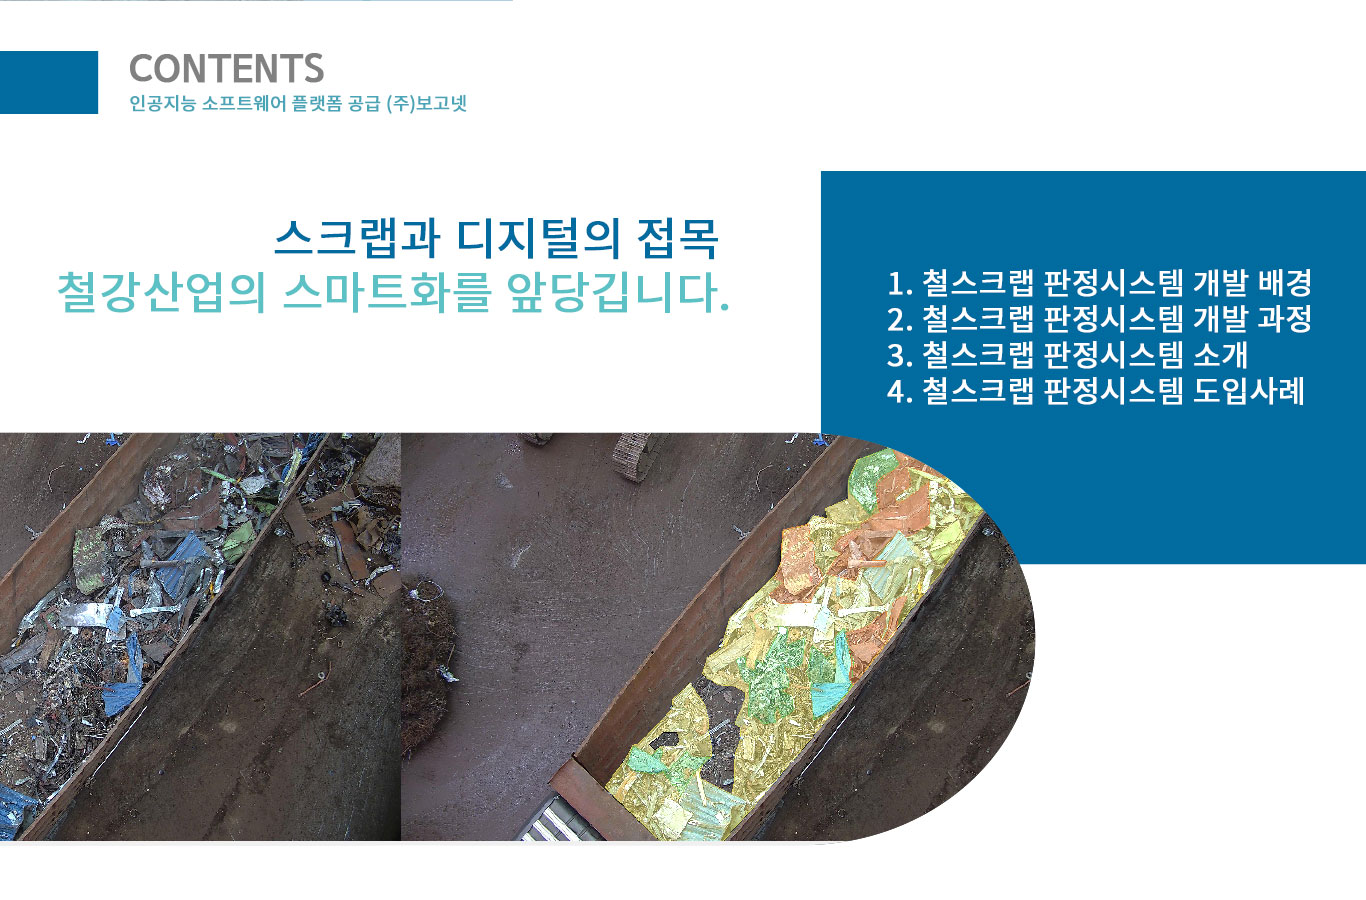 CONTENTS
인공지능 소프트웨어 플랫폼 공급 (주)보고넷
스크랩과 디지털의 접목
철강산업의 스마트화를 앞당깁니다.
1. 철스크랩 판정시스템 개발 배경
2. 철스크랩 판정시스템 개발 과정
3. 철스크랩 판정시스템 소개
4. 철스크랩 판정시스템 도입사례